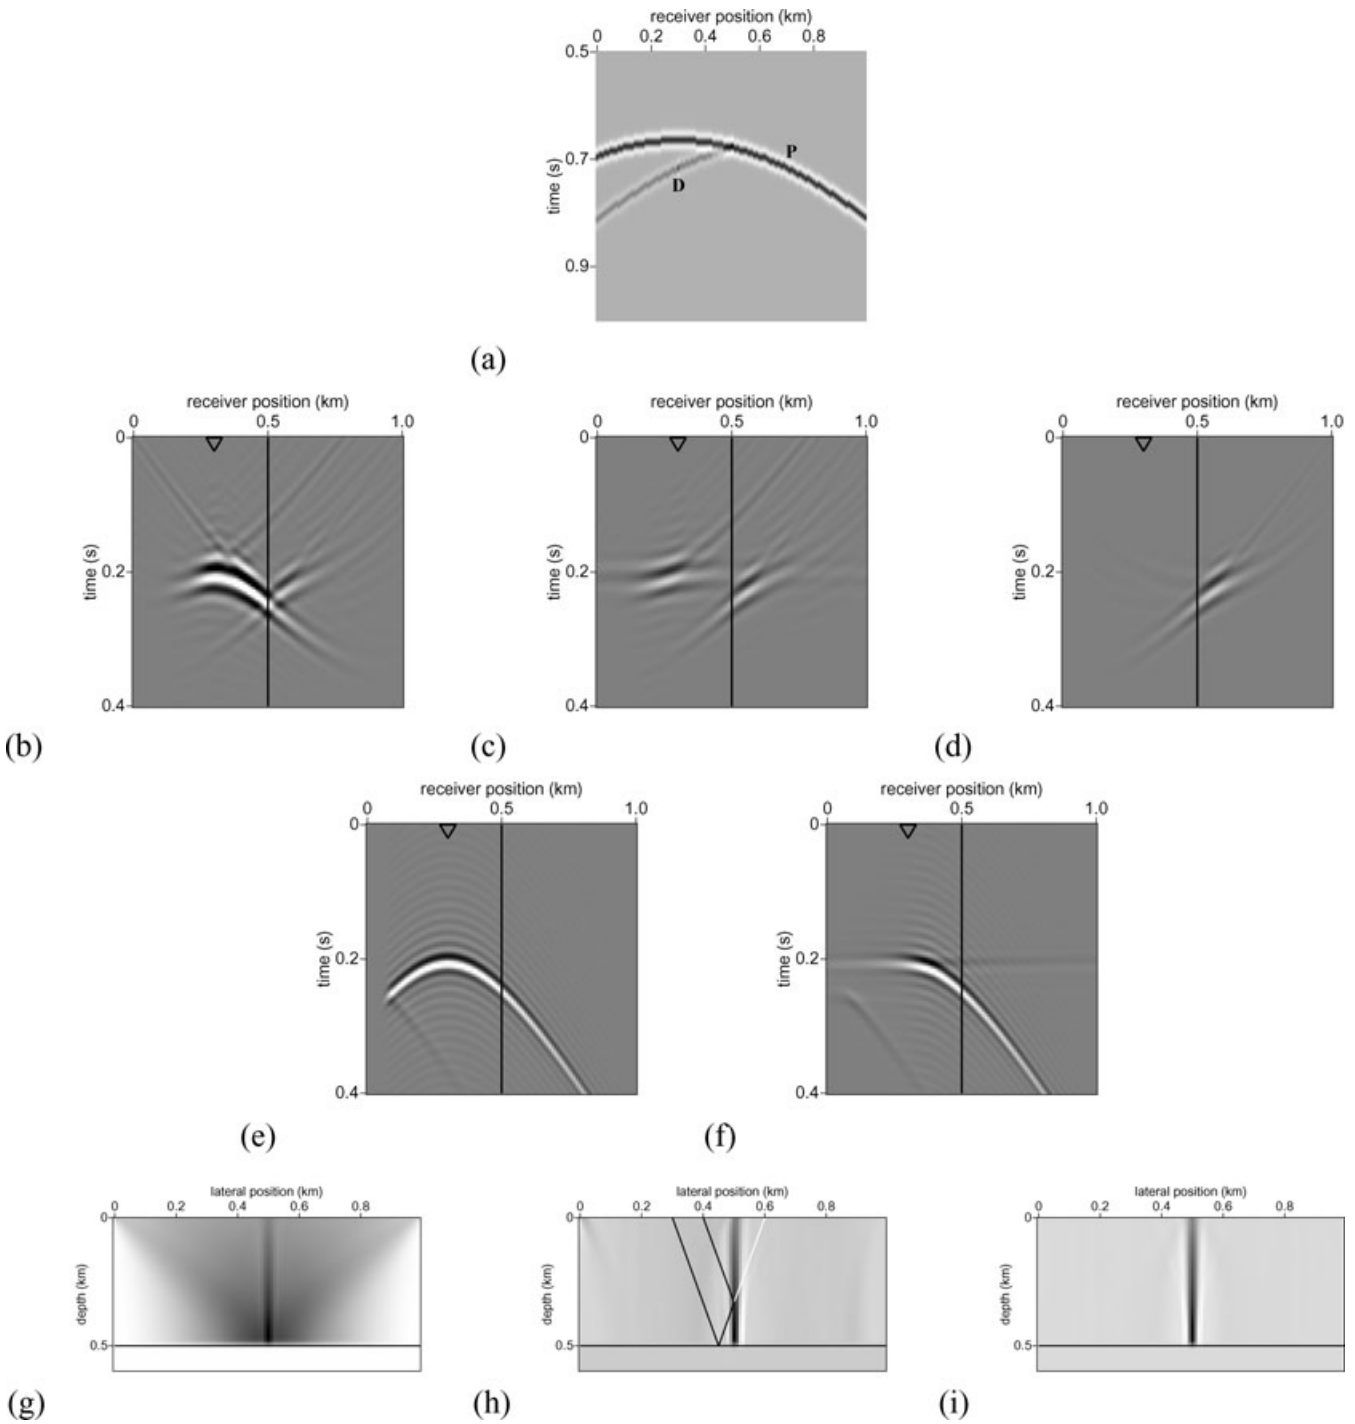 receiver position (km)
0 0.2 0.4 0.6 0.8
0.5
0.7
0.9
time (s)
P
D
(a)
receiver position (km) receiver position (km) receiver position (km)
0 0.5 1.0 0 0.5 1.0 0 0.5 1.0
0 0 0
time (s) time (s) time (s)
0.2 0.2 0.2
0.4 0.4 0.4
(b) (c) (d)
receiver position (km) receiver position (km)
0 0.5 1.0 0 0.5 1.0
0 0
time (s) time (s)
0.2 0.2
0.4 0.4
(e) (f)
lateral position (km) lateral position (km) lateral position (km)
0 0.2 0.4 0.6 0.8 0 0.2 0.4 0.6 0.8 0 0.2 0.4 0.6 0.8
0 0 0
depth (km) depth (km) depth (km)
0.5 0.5 0.5
(g) (h) (i)